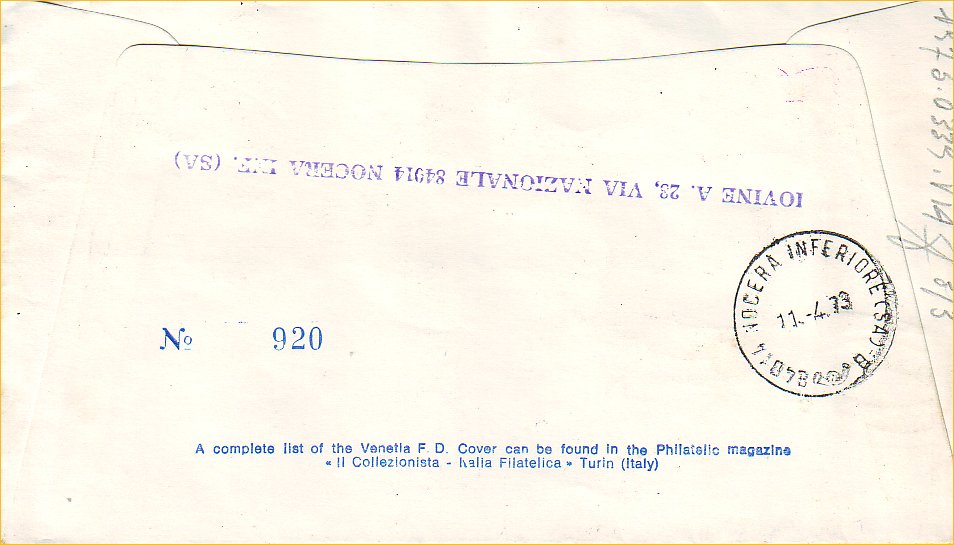 IOVINE A. 23, VIA NAZIONALE 84014 NOCERA INF. (SA)
NOCERA INFERIORE (SA)
11.-4.73
84014
Nº 920
A complete list of the Venetia F. D. Cover can be found in the Philatelic magazine
« Il Collezionista - Italia Filatelica » Turin (Italy)